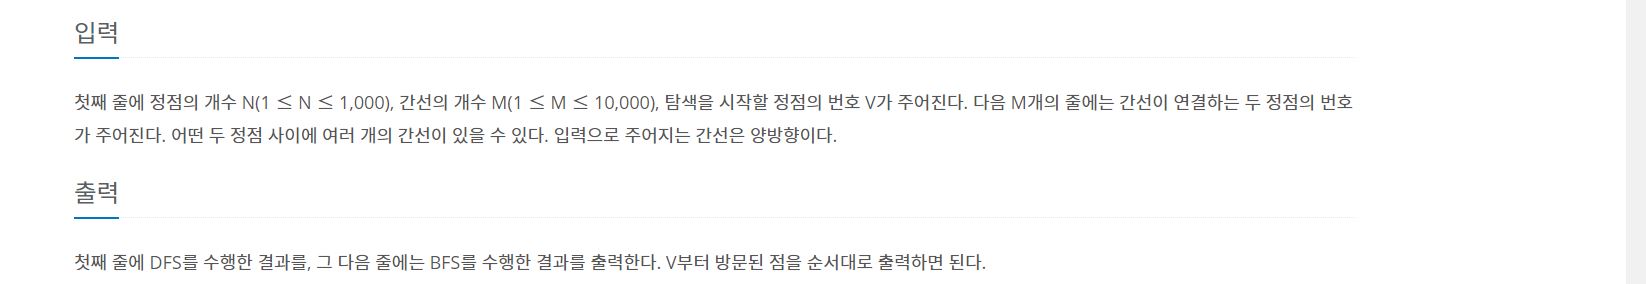 입력
첫째 줄에 정점의 개수 N(1 ≤ N ≤ 1,000), 간선의 개수 M(1 ≤ M ≤ 10,000), 탐색을 시작할 정점의 번호 V가 주어진다. 다음 M개의 줄에는 간선이 연결하는 두 정점의 번호
가 주어진다. 어떤 두 정점 사이에 여러 개의 간선이 있을 수 있다. 입력으로 주어지는 간선은 양방향이다.
출력
첫째 줄에 DFS를 수행한 결과를, 그 다음 줄에는 BFS를 수행한 결과를 출력한다. V부터 방문된 점을 순서대로 출력하면 된다.